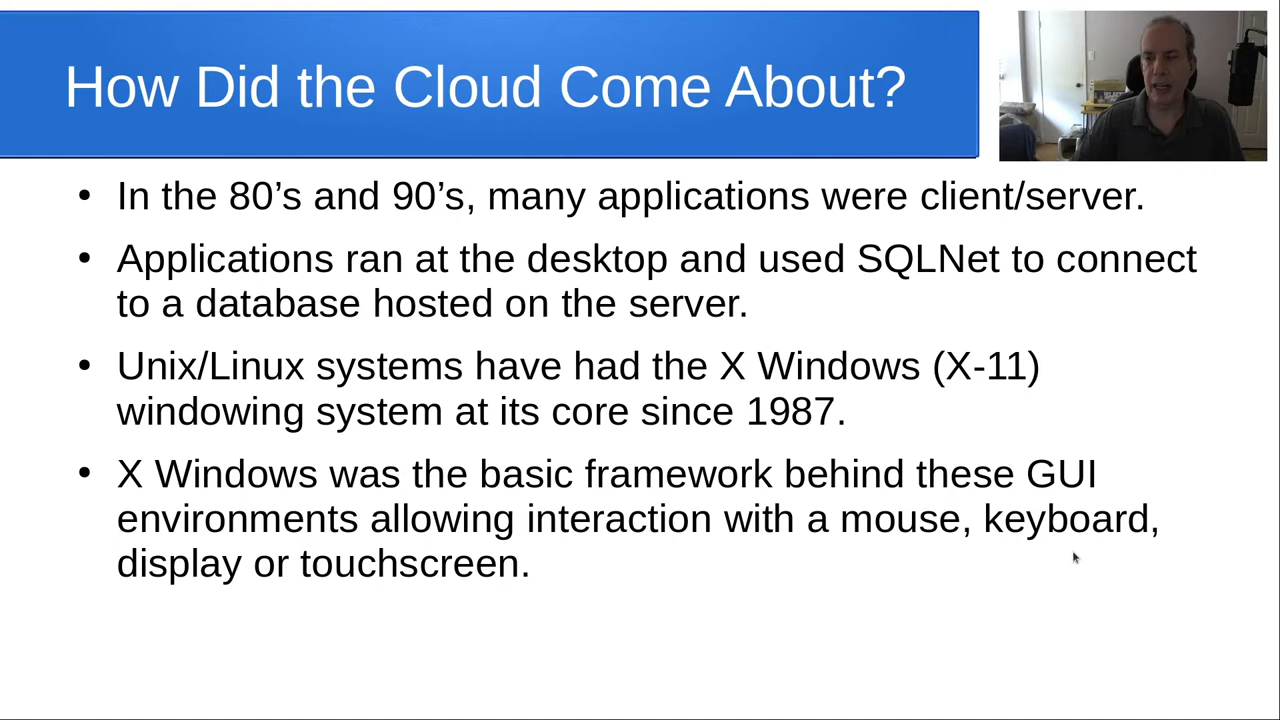 How Did the Cloud Come About?
• In the 80’s and 90’s, many applications were client/server.
• Applications ran at the desktop and used SQLNet to connect
to a database hosted on the server.
• Unix/Linux systems have had the X Windows (X-11)
windowing system at its core since 1987.
• X Windows was the basic framework behind these GUI
environments allowing interaction with a mouse, keyboard,
display or touchscreen.